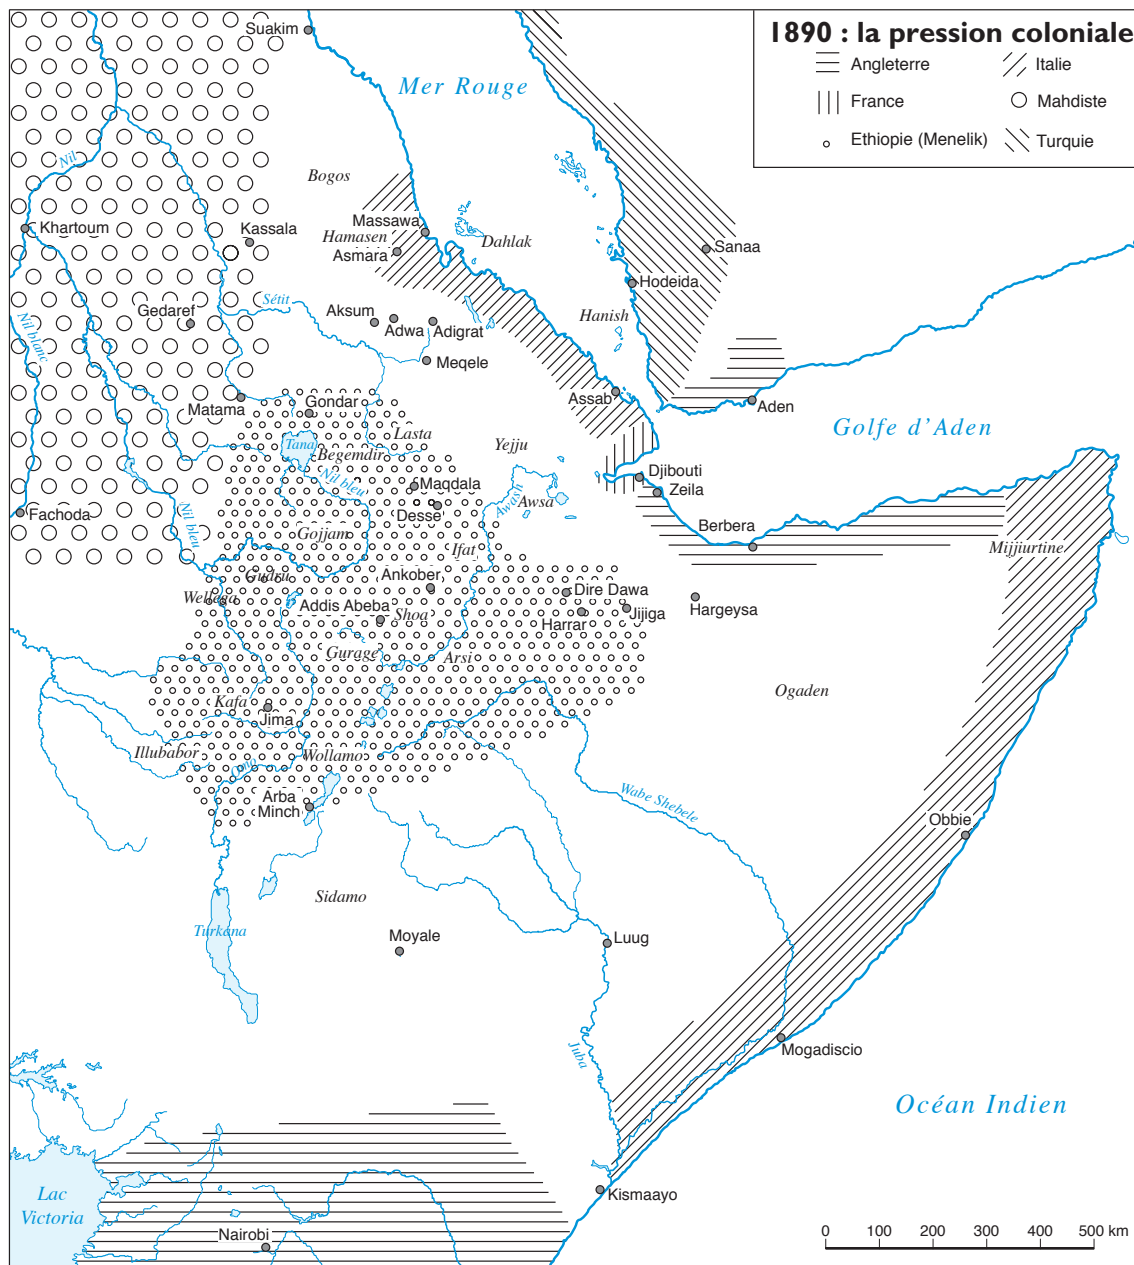 1890 : la pression coloniale
Angleterre
Italie
France
Mahdiste
Ethiopie (Menelik)
Turquie
Suakim
Mer Rouge
Nil
Bogos
Khartoum
Kassala
Massawa
Hamasen
Dahlak
Asmara
Sanaa
Hodeida
Sétit
Gedaref
Nil blanc
Aksum
Adwa
Adigrat
Hanish
Meqele
Matama
Gondar
Assab
Aden
Lasta
Golfe d'Aden
Tana
Begemdir
Yejju
Nil bleu
Maqdala
Djibouti
Zeila
Awash
Awsa
Fachoda
Nil bleu
Desse
Berbera
Gojjam
Ifat
Mijjiurtine
Gudru
Ankober
Dire Dawa
Wellega
Addis Abeba
Shoa
Harrar
Jijiga
Hargeysa
Gurage
Arsi
Ogaden
Kafa
Jima
Illubabor
Wollamo
Omo
Arba
Minch
Wabe Shebele
Obbie
Sidamo
Turkana
Moyale
Luug
Juba
Mogadiscio
Océan Indien
Lac
Victoria
Kismaayo
Nairobi
0 100 200 300 400 500 km